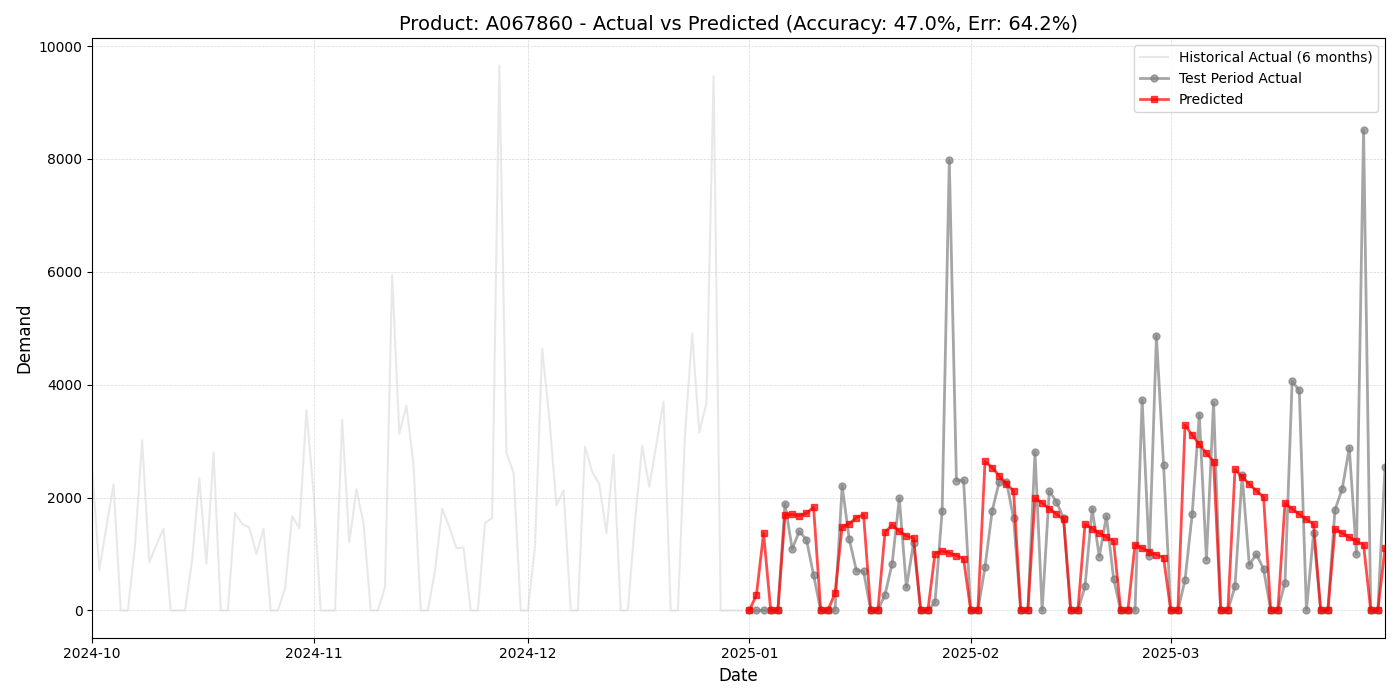 Product: A067860 - Actual vs Predicted (Accuracy: 47.0%, Err: 64.2%)
Historical Actual (6 months)
Test Period Actual
Predicted
Demand
10000
8000
6000
4000
2000
0
2024-10
2024-11
2024-12
2025-01
2025-02
2025-03
Date